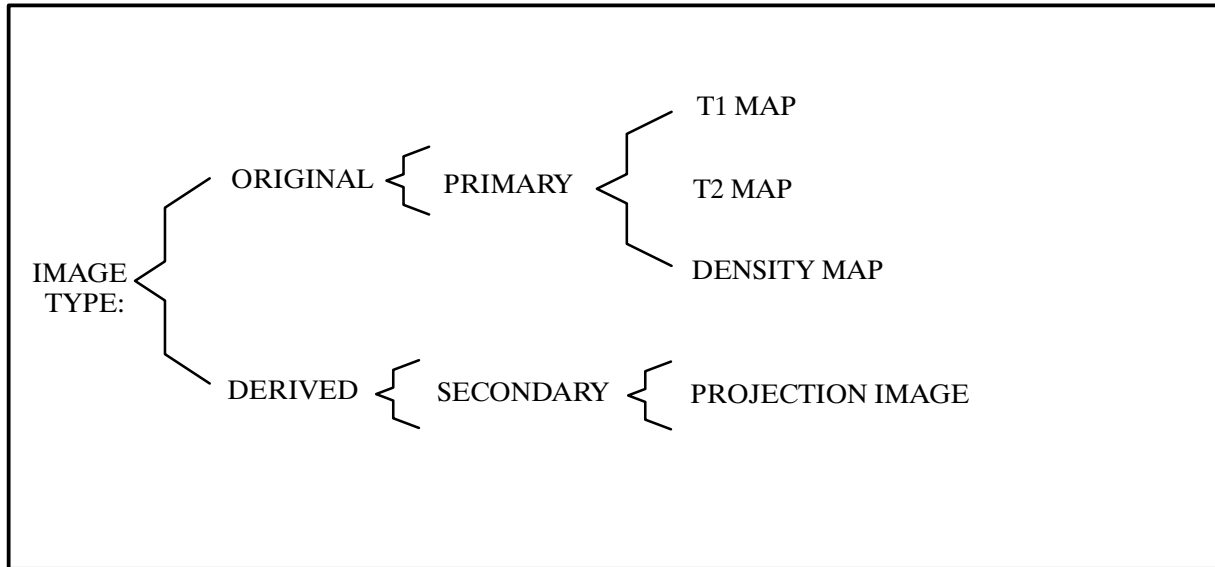 T1 MAP
ORIGINAL PRIMARY T2 MAP
IMAGE
TYPE:
DENSITY MAP
DERIVED SECONDARY PROJECTION IMAGE